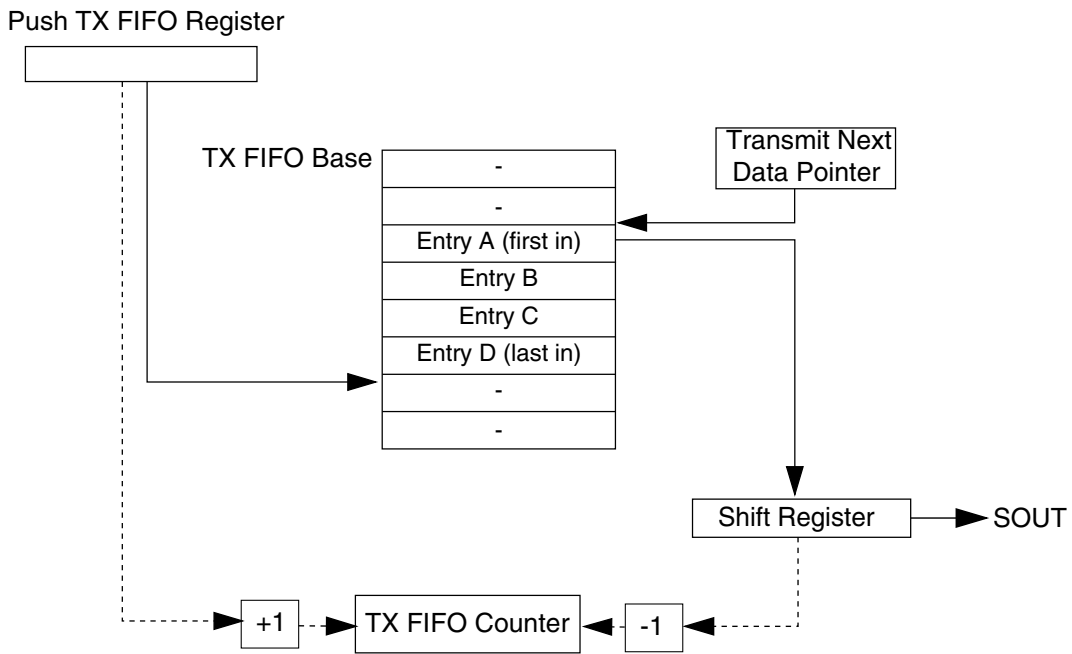 Push TX FIFO Register
TX FIFO Base
Transmit Next
Data Pointer
-
-
Entry A (first in)
Entry B
Entry C
Entry D (last in)
-
-
Shift Register
SOUT
+1
TX FIFO Counter
-1